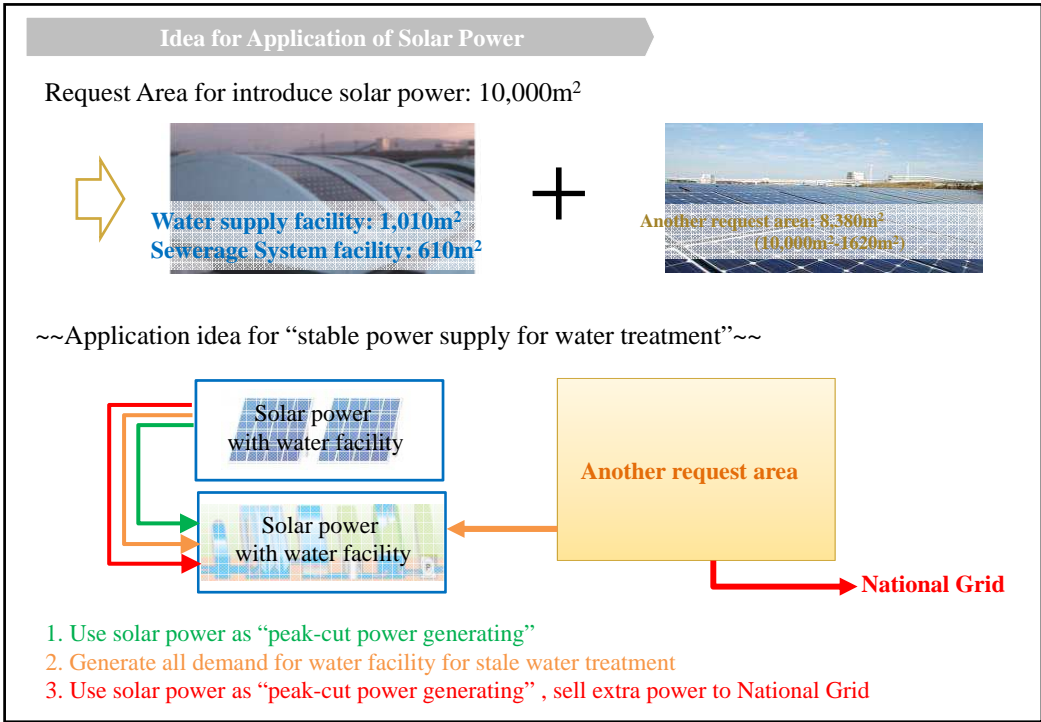 Idea for Application of Solar Power
Request Area for introduce solar power: 10,000m²
Water supply facility: 1,010m²
Sewerage System facility: 610m²
+
Another request area: 8,380m²
(10,000m²-1620m²)
~~Application idea for “stable power supply for water treatment”~~
Solar power
with water facility
Solar power
with water facility
P
Another request area
National Grid
1. Use solar power as “peak-cut power generating”
2. Generate all demand for water facility for stale water treatment
3. Use solar power as “peak-cut power generating” , sell extra power to National Grid